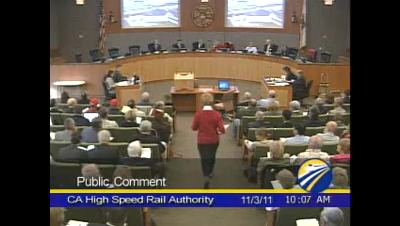 Public Comment
CA High Speed Rail Authority 11/3/11 10:07 AM